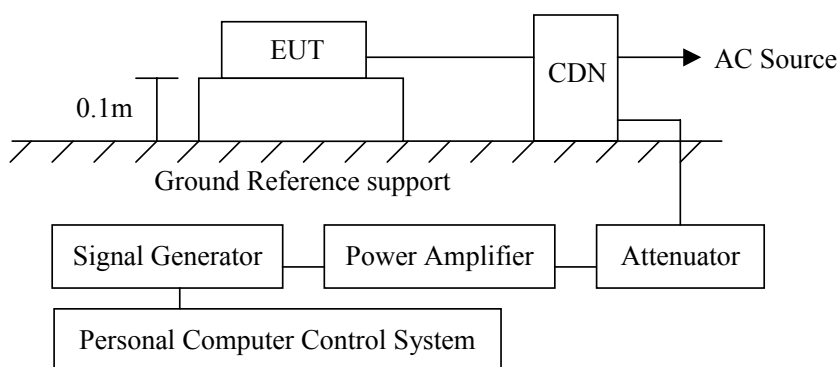 EUT
CDN
AC Source
0.1m
Ground Reference support
Signal Generator
Power Amplifier
Attenuator
Personal Computer Control System